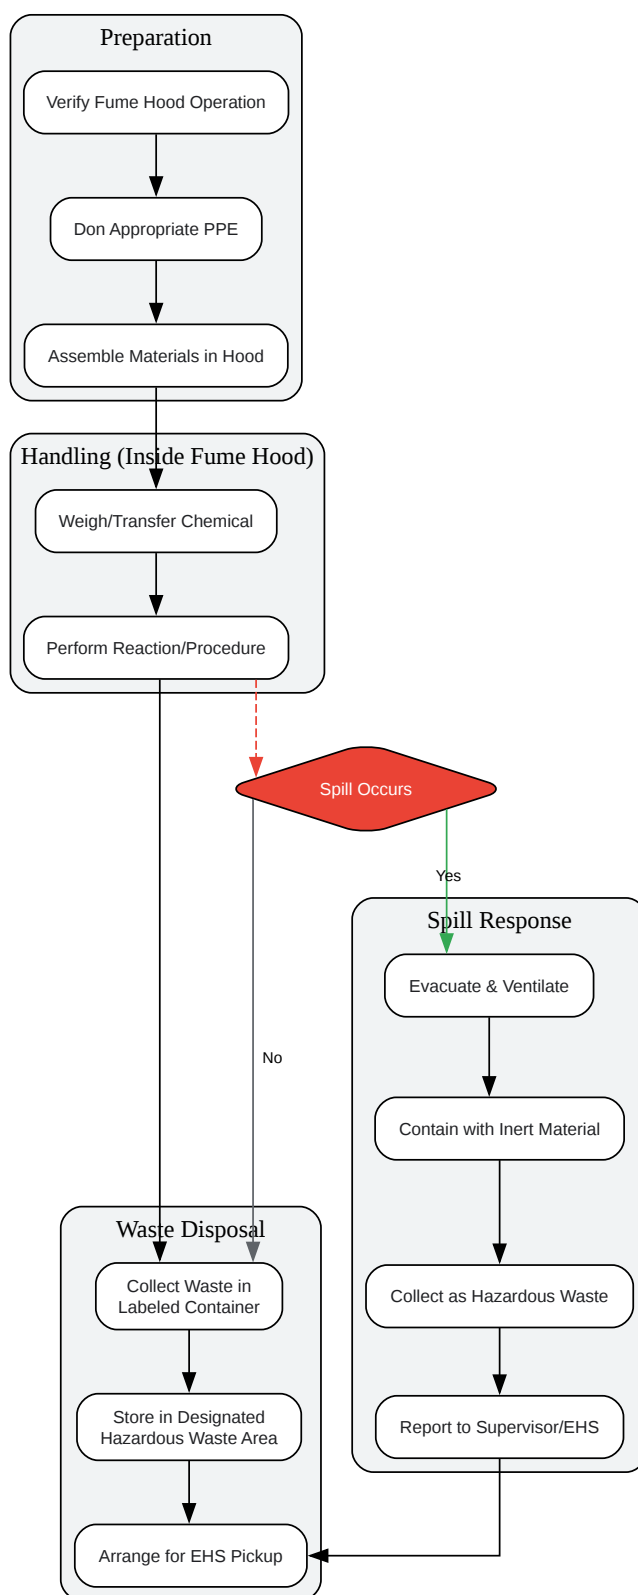 Preparation
Verify Fume Hood Operation
Don Appropriate PPE
Assemble Materials in Hood
Handling (Inside Fume Hood)
Weigh/Transfer Chemical
Perform Reaction/Procedure
Spill Occurs
Yes
Spill Response
Evacuate & Ventilate
No
Contain with Inert Material
Waste Disposal
Collect Waste in
Labeled Container
Collect as Hazardous Waste
Store in Designated
Hazardous Waste Area
Report to Supervisor/EHS
Arrange for EHS Pickup